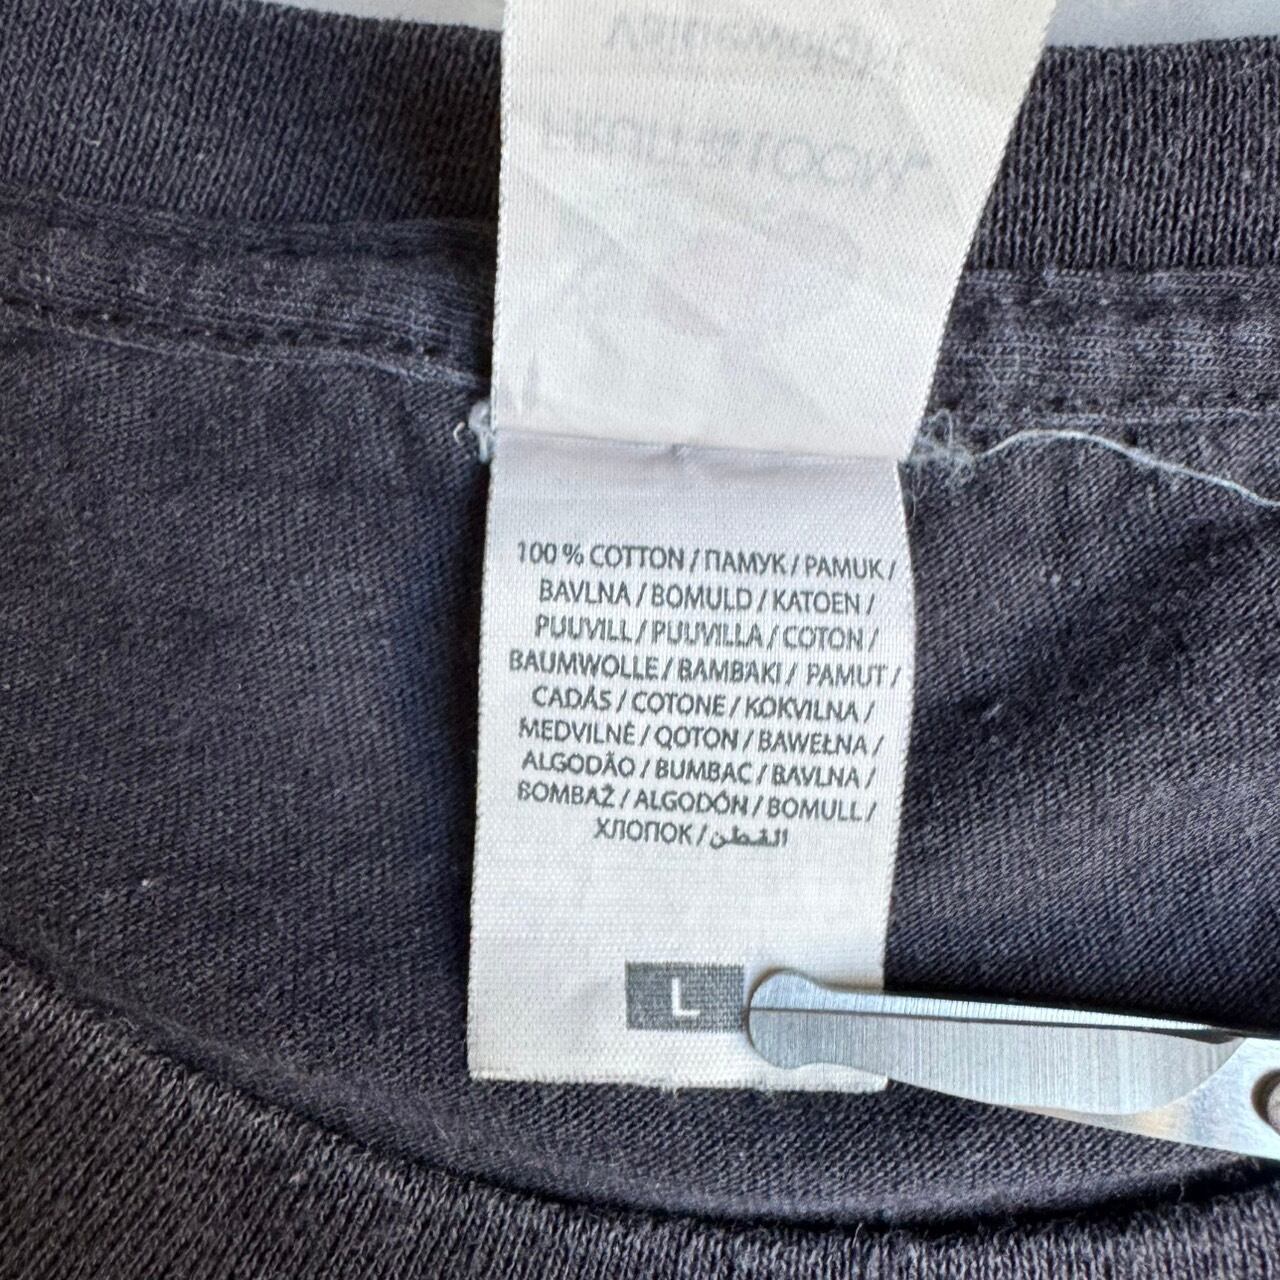 100 % COTTON / ПАМУК / PAMUK /
BAVLNA / BOMULD / KATOEN /
PUUVILL / PUUVILLA / COTON /
BAUMWOLLE / BAMBAKI / PAMUT /
CADÁS / COTONE / KOKVILNA /
MEDVILNĖ / QOTON / BAWEŁNA /
ALGODÃO / BUMBAC / BAVLNA /
BOMBAŽ / ALGODÓN / BOMULL /
ХЛОПОК / القطن
L